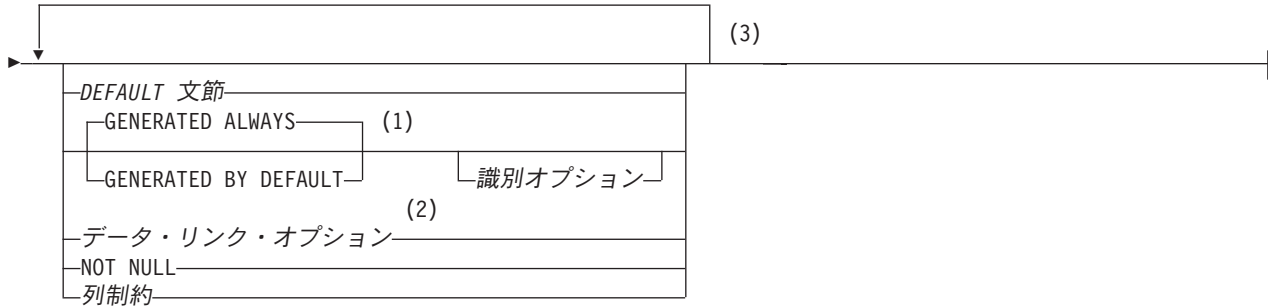 (3)
DEFAULT 文節
GENERATED ALWAYS (1)
GENERATED BY DEFAULT 識別オプション
(2)
データ・リンク・オプション
NOT NULL
列制約